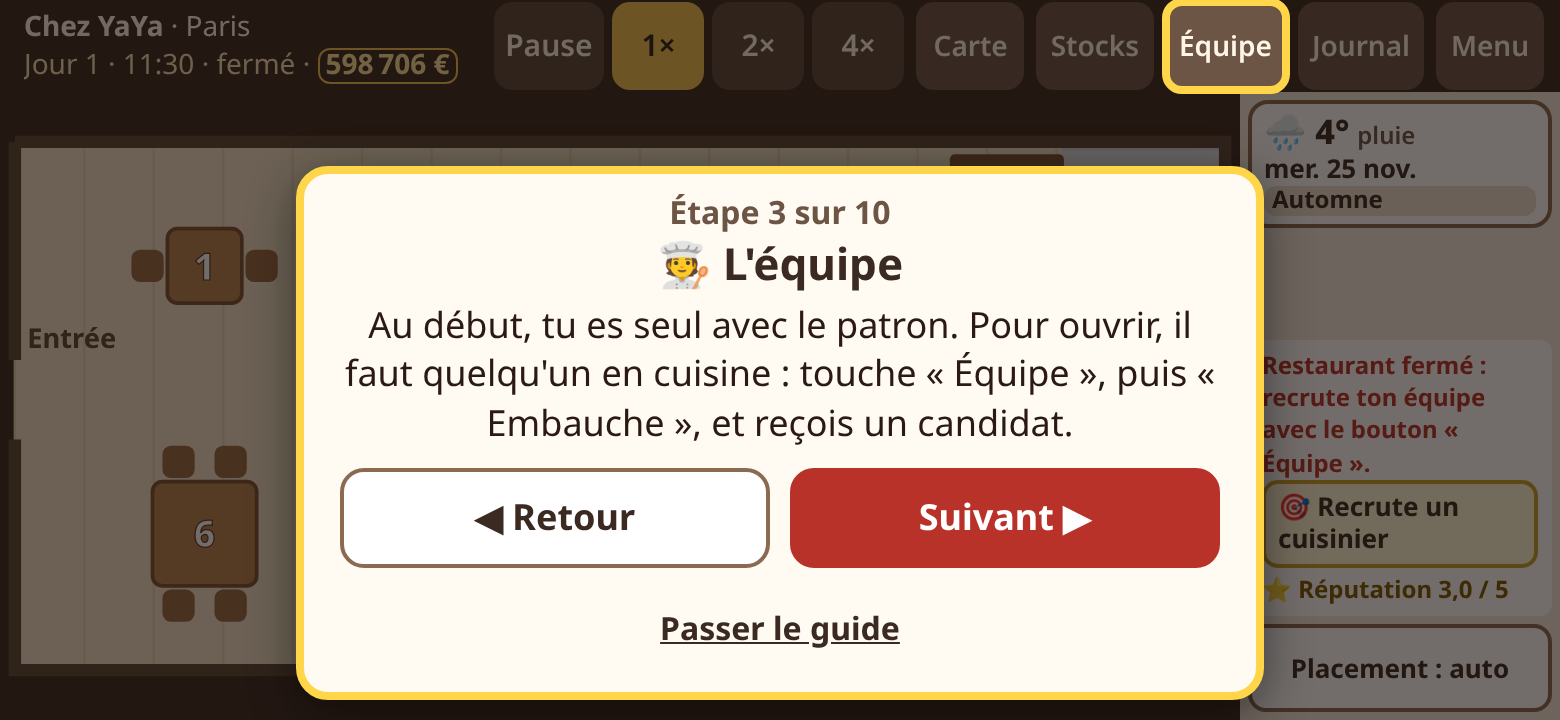 Chez YaYa · Paris
Jour 1 · 11:30 · fermé · 598 706 €
Pause
1×
2×
4×
Carte
Stocks
Équipe
Journal
Menu
4° pluie
mer. 25 nov.
Automne
1
Entrée
6
Étape 3 sur 10
L'équipe
Au début, tu es seul avec le patron. Pour ouvrir, il
faut quelqu'un en cuisine : touche « Équipe », puis «
Embauche », et reçois un candidat.
◀ Retour
Suivant ▶
Passer le guide
Restaurant fermé :
recrute ton équipe
avec le bouton «
Équipe ».
Recrute un
cuisinier
Réputation 3,0 / 5
Placement : auto